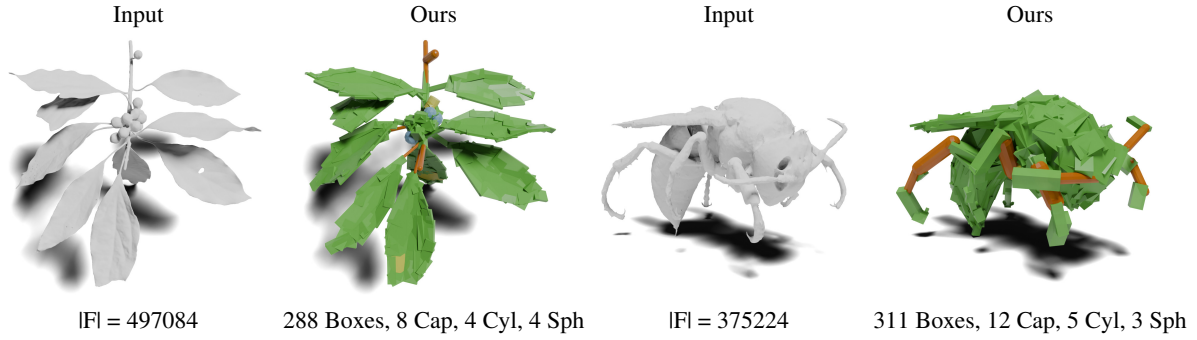 Input Ours Input Ours
|F| = 497084 288 Boxes, 8 Cap, 4 Cyl, 4 Sph |F| = 375224 311 Boxes, 12 Cap, 5 Cyl, 3 Sph